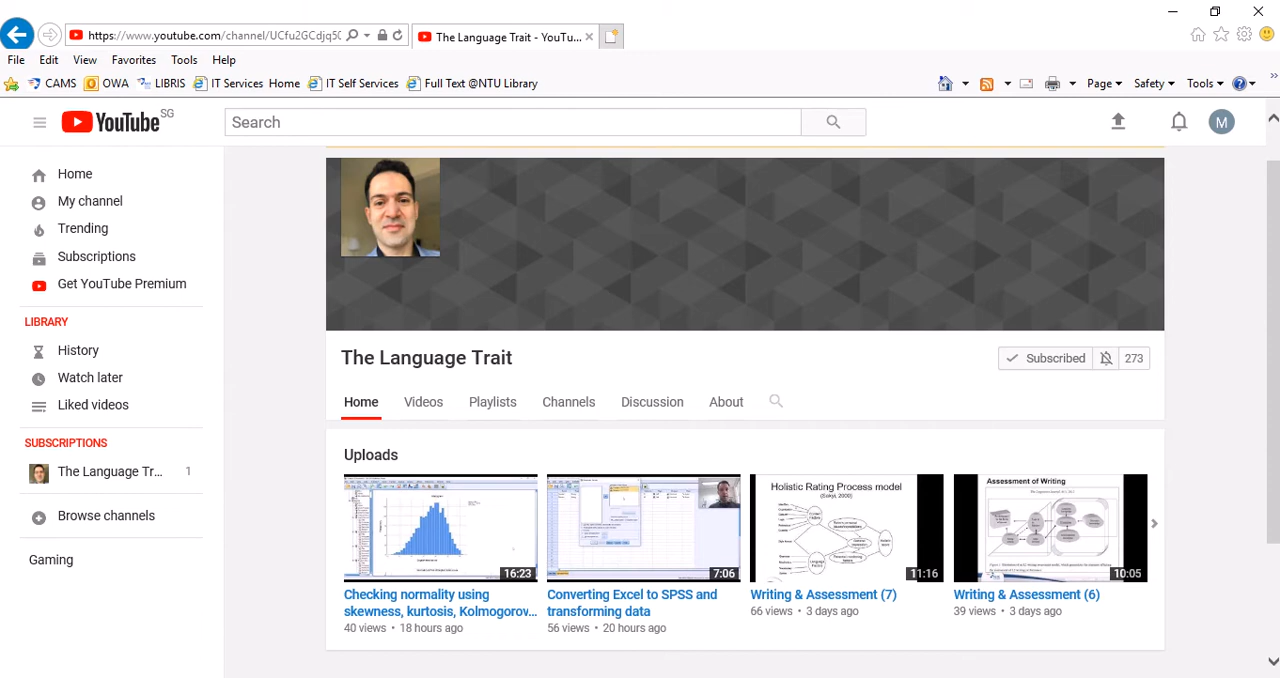 https://www.youtube.com/channel/UCfu2GCdjq5
The Language Trait - YouTu...
File Edit View Favorites Tools Help
CAMS OWA LIBRIS IT Services Home IT Self Services Full Text @NTU Library
Page Safety Tools
YouTube SG
Search
M
Home
My channel
Trending
Subscriptions
Get YouTube Premium
LIBRARY
History
Watch later
Liked videos
SUBSCRIPTIONS
The Language Tr... 1
Browse channels
Gaming
The Language Trait
Subscribed 273
Home Videos Playlists Channels Discussion About
Uploads
16:23
7:06
Holistic Rating Process model
11:16
Assessment of Writing
10:05
Checking normality using
skewness, kurtosis, Kolmogorov...
40 views • 18 hours ago
Converting Excel to SPSS and
transforming data
56 views • 20 hours ago
Writing & Assessment (7)
66 views • 3 days ago
Writing & Assessment (6)
39 views • 3 days ago